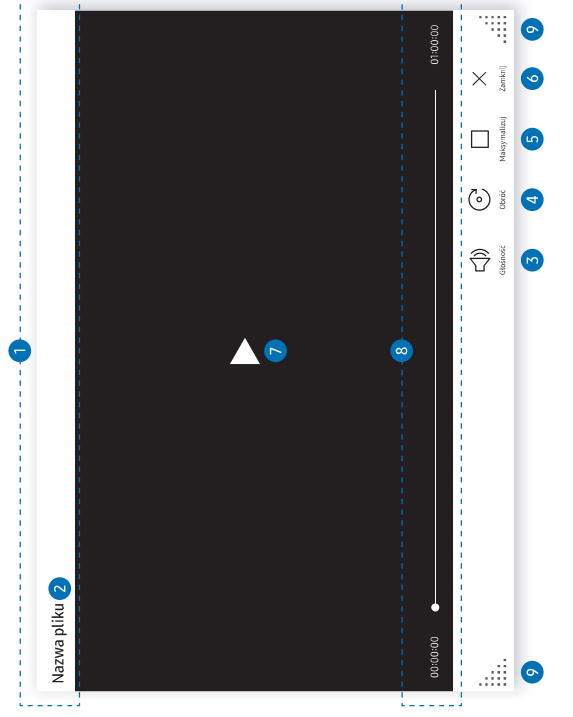 1
Nazwa pliku 2
7
8
00:00:00
01:00:00
Głośność
Obróć
Maksymalizuj
Zamknij
9
3
4
5
6
9